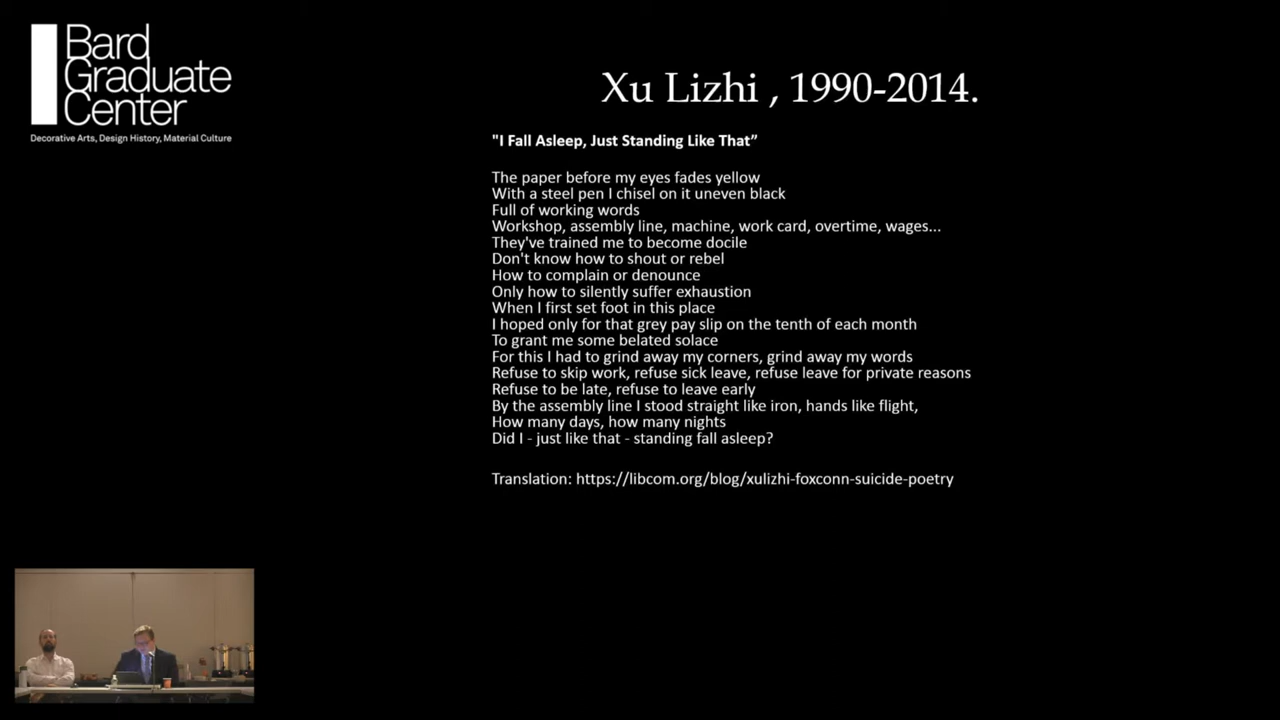 Bard
Graduate
Center
Decorative Arts, Design History, Material Culture
Xu Lizhi , 1990-2014.
"I Fall Asleep, Just Standing Like That”
The paper before my eyes fades yellow
With a steel pen I chisel on it uneven black
Full of working words
Workshop, assembly line, machine, work card, overtime, wages...
They've trained me to become docile
Don't know how to shout or rebel
How to complain or denounce
Only how to silently suffer exhaustion
When I first set foot in this place
I hoped only for that grey pay slip on the tenth of each month
To grant me some belated solace
For this I had to grind away my corners, grind away my words
Refuse to skip work, refuse sick leave, refuse leave for private reasons
Refuse to be late, refuse to leave early
By the assembly line I stood straight like iron, hands like flight,
How many days, how many nights
Did I - just like that - standing fall asleep?
Translation: https://libcom.org/blog/xulizhi-foxconn-suicide-poetry